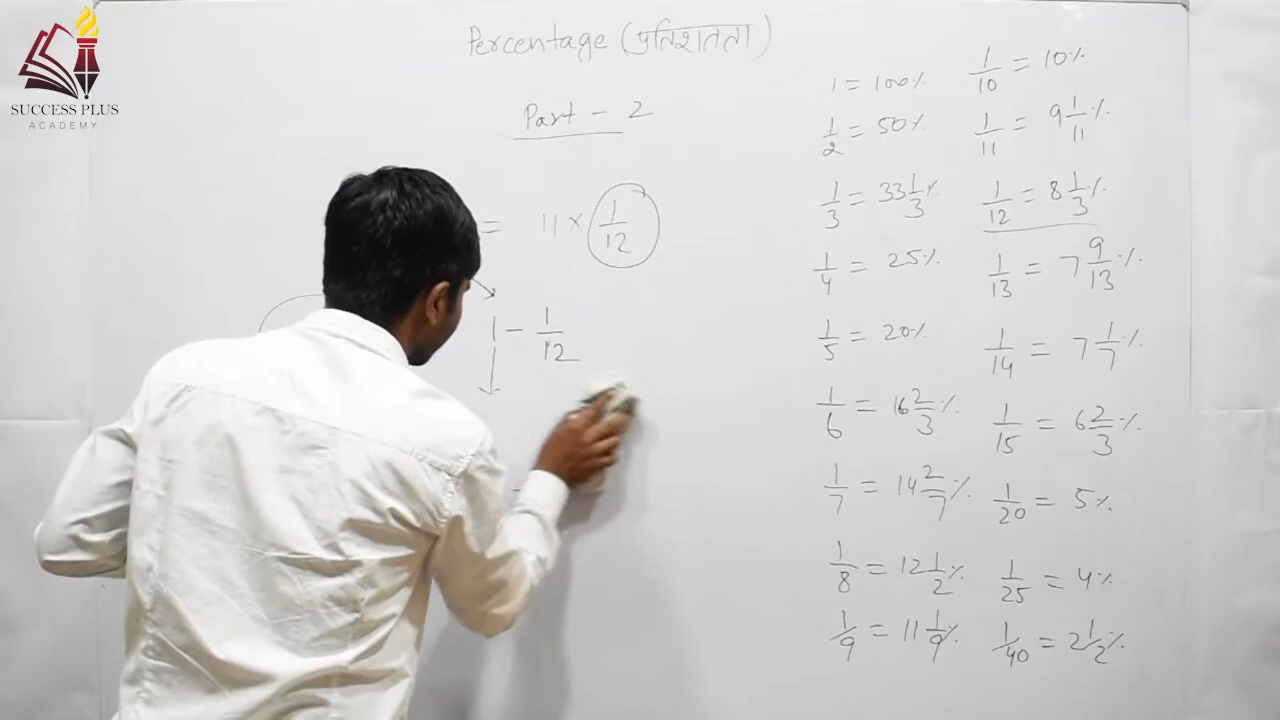 SUCCESS PLUS
ACADEMY
Percentage (प्रतिशतता)
Part - 2
= 11 × 1/12
1 - 1/12
1 = 100%
1/2 = 50%
1/3 = 33 1/3%
1/4 = 25%
1/5 = 20%
1/6 = 16 2/3%
1/7 = 14 2/7%
1/8 = 12 1/2%
1/9 = 11 1/9%
1/10 = 10%
1/11 = 9 1/11%
1/12 = 8 1/3%
1/13 = 7 9/13%
1/14 = 7 1/7%
1/15 = 6 2/3%
1/20 = 5%
1/25 = 4%
1/40 = 2 1/2%